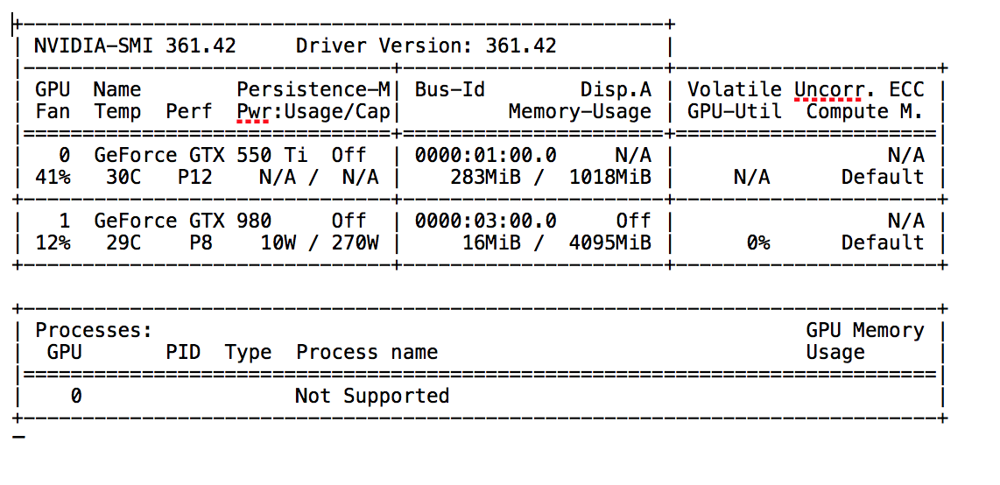 +------------------------------------------------------+
| NVIDIA-SMI 361.42     Driver Version: 361.42         |
|-------------------------------+----------------------+----------------------+
| GPU  Name        Persistence-M| Bus-Id        Disp.A | Volatile Uncorr. ECC |
| Fan  Temp  Perf  Pwr:Usage/Cap|         Memory-Usage | GPU-Util  Compute M. |
|===============================+======================+======================|
|   0  GeForce GTX 550 Ti  Off  | 0000:01:00.0     N/A |                  N/A |
| 41%   30C   P12    N/A /  N/A |    283MiB /  1018MiB |     N/A      Default |
+-------------------------------+----------------------+----------------------+
|   1  GeForce GTX 980     Off  | 0000:03:00.0     Off |                  N/A |
| 12%   29C    P8    10W / 270W |     16MiB /  4095MiB |      0%      Default |
+-------------------------------+----------------------+----------------------+
+-----------------------------------------------------------------------------+
| Processes:                                                       GPU Memory |
|  GPU       PID  Type  Process name                               Usage      |
|=============================================================================|
|    0                  Not Supported                                         |
+-----------------------------------------------------------------------------+